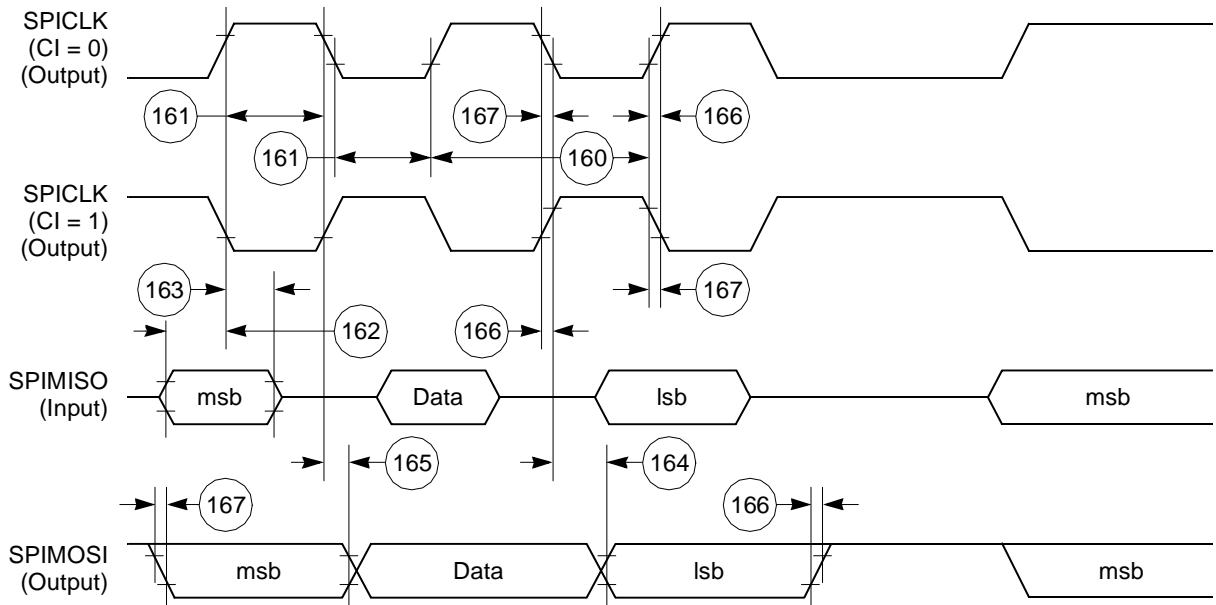 SPICLK
(CI = 0)
(Output)
161
167
166
161
160
SPICLK
(CI = 1)
(Output)
163
167
162
166
SPIMISO
(Input)
msb
Data
lsb
msb
165
164
167
166
SPIMOSI
(Output)
msb
Data
lsb
msb